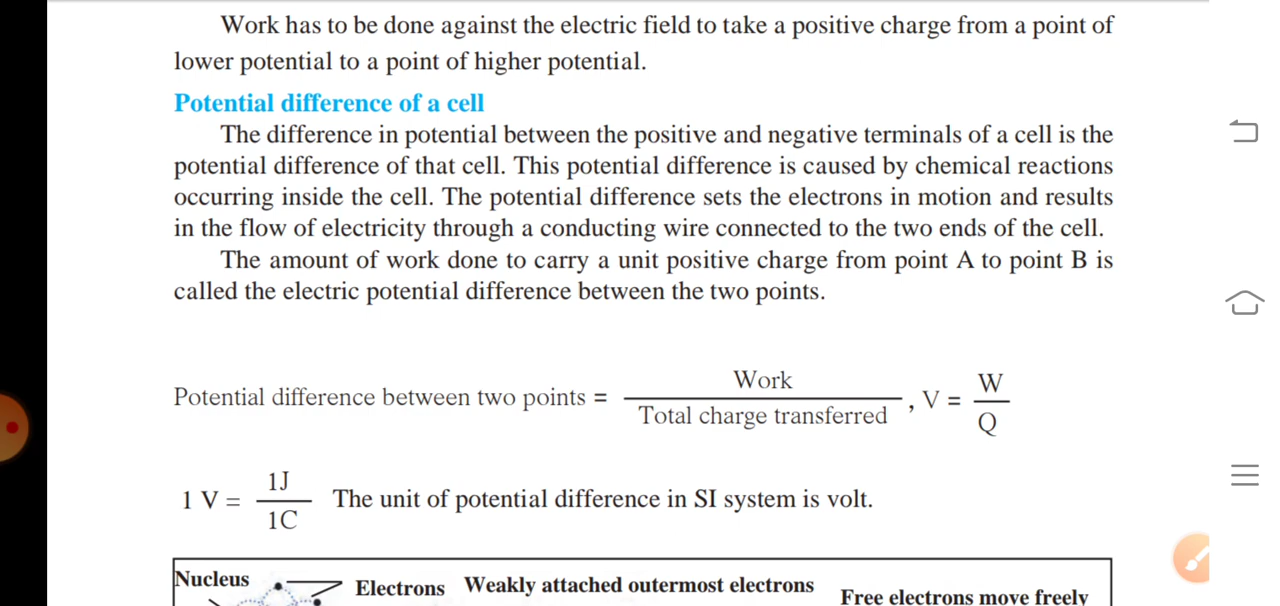 Work has to be done against the electric field to take a positive charge from a point of
lower potential to a point of higher potential.
Potential difference of a cell
The difference in potential between the positive and negative terminals of a cell is the
potential difference of that cell. This potential difference is caused by chemical reactions
occurring inside the cell. The potential difference sets the electrons in motion and results
in the flow of electricity through a conducting wire connected to the two ends of the cell.
The amount of work done to carry a unit positive charge from point A to point B is
called the electric potential difference between the two points.
Potential difference between two points = Work / Total charge transferred , V = W / Q
1 V = 1J / 1C The unit of potential difference in SI system is volt.
Nucleus Electrons Weakly attached outermost electrons Free electrons move freely